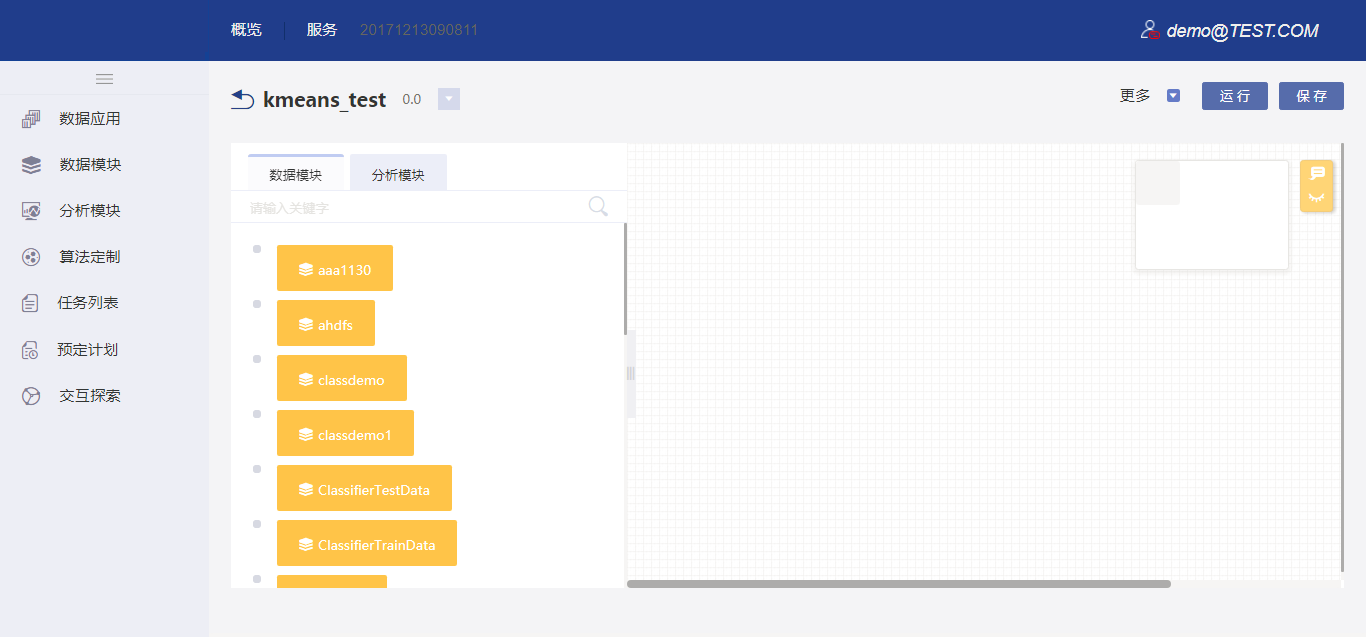 概览 服务 20171213090811 demo@TEST.COM
kmeans_test 0.0 更多 运行 保存
数据应用
数据模块
分析模块
算法定制
任务列表
预定计划
交互探索
数据模块 分析模块
请输入关键字
aaa1130
ahdfs
classdemo
classdemo1
ClassifierTestData
ClassifierTrainData